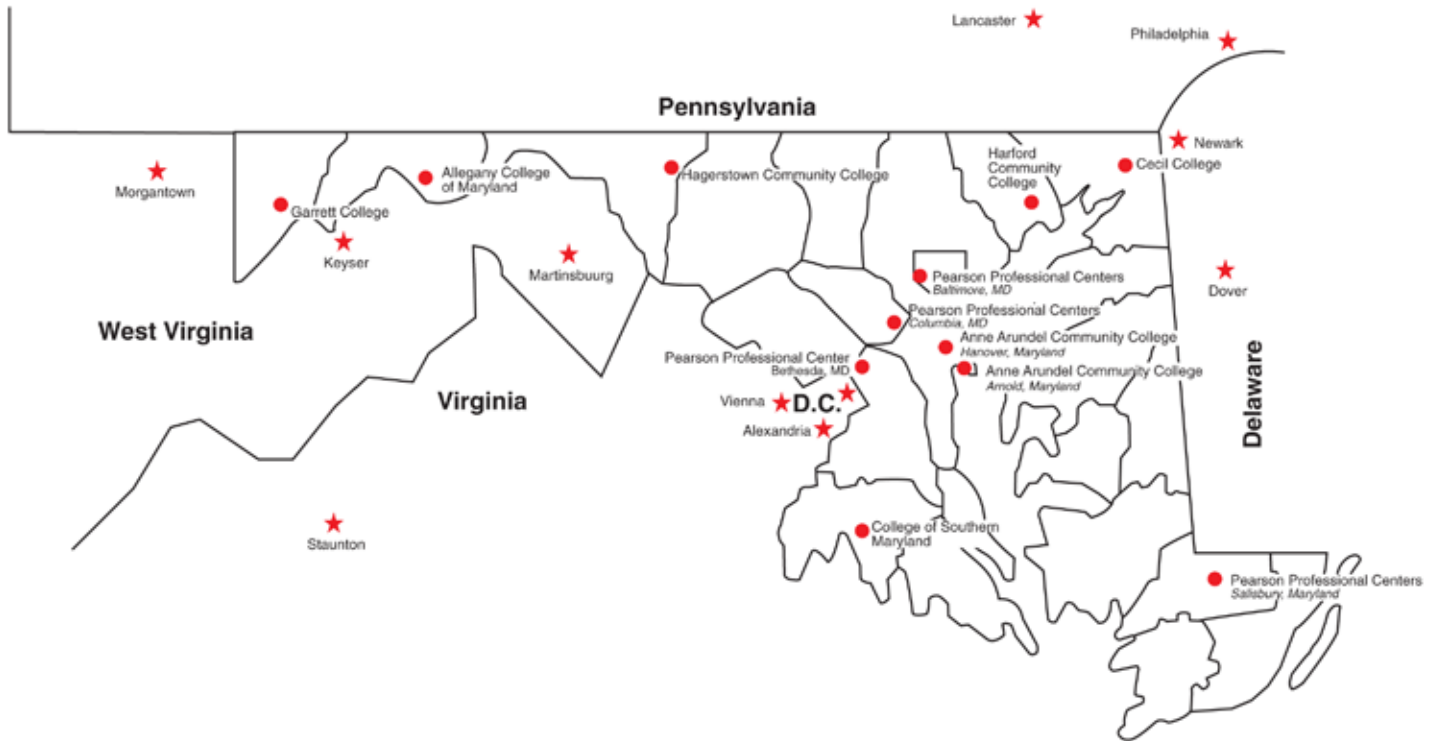 Lancaster
Philadelphia
Pennsylvania
Newark
Morgantown
Garrett College
Keyser
Allegany College
of Maryland
Martinsbuurg
Hagerstown Community College
Harford
Community
College
Cecil College
Pearson Professional Centers
Baltimore, MD
Dover
Pearson Professional Centers
Columbia, MD
West Virginia
Anne Arundel Community College
Hanover, Maryland
Pearson Professional Center
Bethesda, MD
Anne Arundel Community College
Arnold, Maryland
Virginia
Vienna
D.C.
Alexandria
Delaware
Staunton
College of Southern
Maryland
Pearson Professional Centers
Salisbury, Maryland